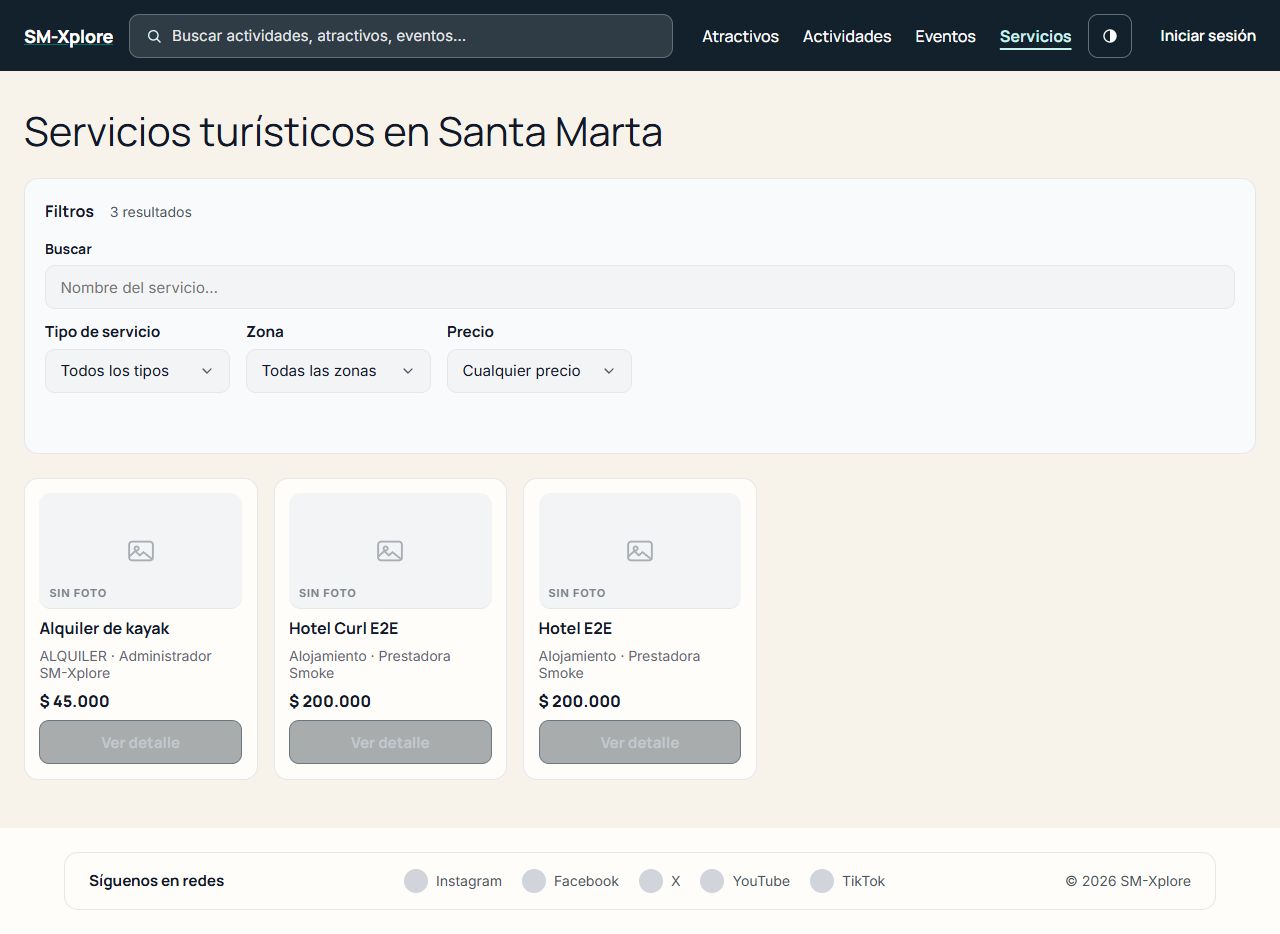 SM-Xplore
Buscar actividades, atractivos, eventos...
Atractivos
Actividades
Eventos
Servicios
Iniciar sesión
Servicios turísticos en Santa Marta
Filtros
3 resultados
Buscar
Nombre del servicio...
Tipo de servicio
Zona
Precio
Todos los tipos
Todas las zonas
Cualquier precio
SIN FOTO
Alquiler de kayak
ALQUILER · Administrador
SM-Xplore
$ 45.000
Ver detalle
SIN FOTO
Hotel Curl E2E
Alojamiento · Prestadora
Smoke
$ 200.000
Ver detalle
SIN FOTO
Hotel E2E
Alojamiento · Prestadora
Smoke
$ 200.000
Ver detalle
Síguenos en redes
Instagram
Facebook
X
YouTube
TikTok
© 2026 SM-Xplore